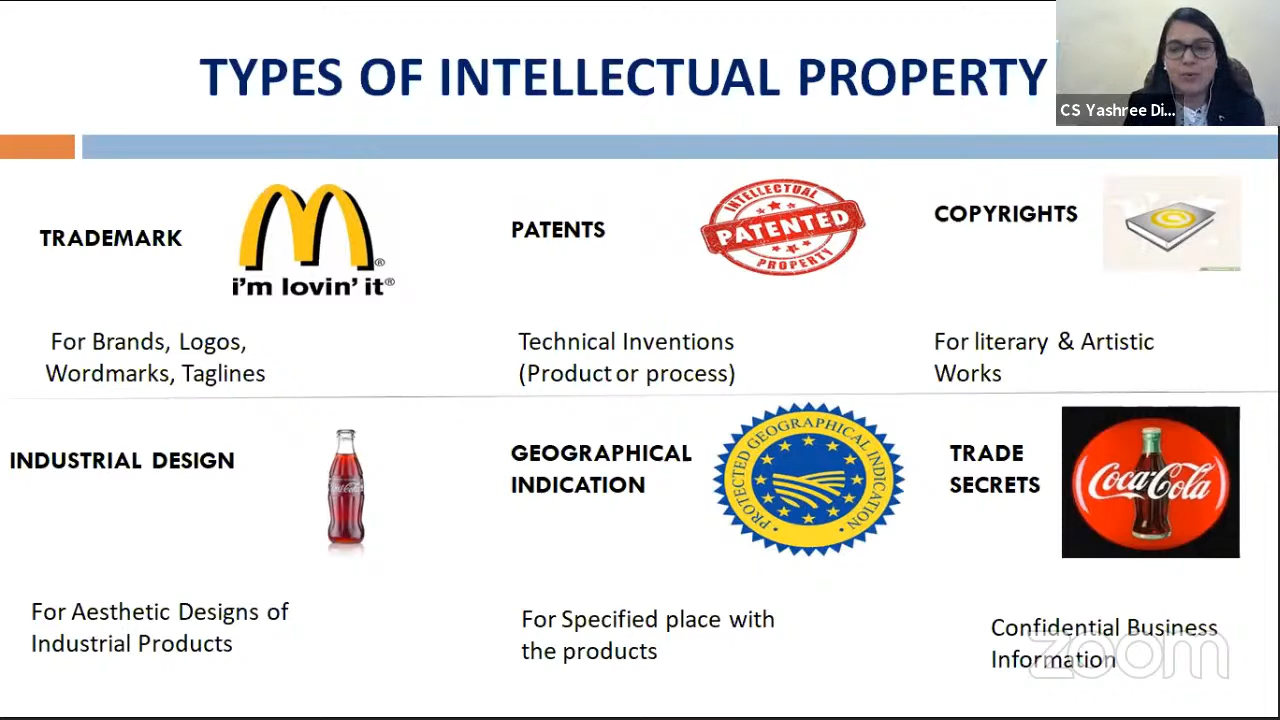 TYPES OF INTELLECTUAL PROPERTY
CS Yashree Di...
TRADEMARK
i'm lovin' it®
®
For Brands, Logos,
Wordmarks, Taglines
PATENTS
INTELLECTUAL
PATENTED
PROPERTY
Technical Inventions
(Product or process)
COPYRIGHTS
©
For literary & Artistic
Works
INDUSTRIAL DESIGN
Coca-Cola
For Aesthetic Designs of
Industrial Products
GEOGRAPHICAL
INDICATION
PROTECTED GEOGRAPHICAL INDICATION
For Specified place with
the products
TRADE
SECRETS
Coca-Cola
Confidential Business
Information
zoom